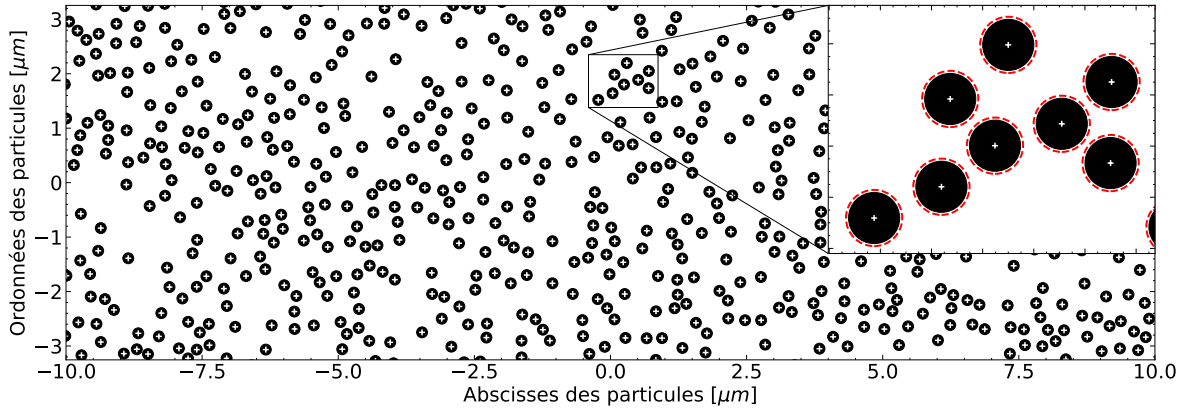 Ordonnées des particules [μm]
3
2
1
0
−1
−2
−3
−10.0 −7.5 −5.0 −2.5 0.0 2.5 5.0 7.5 10.0
Abscisses des particules [μm]